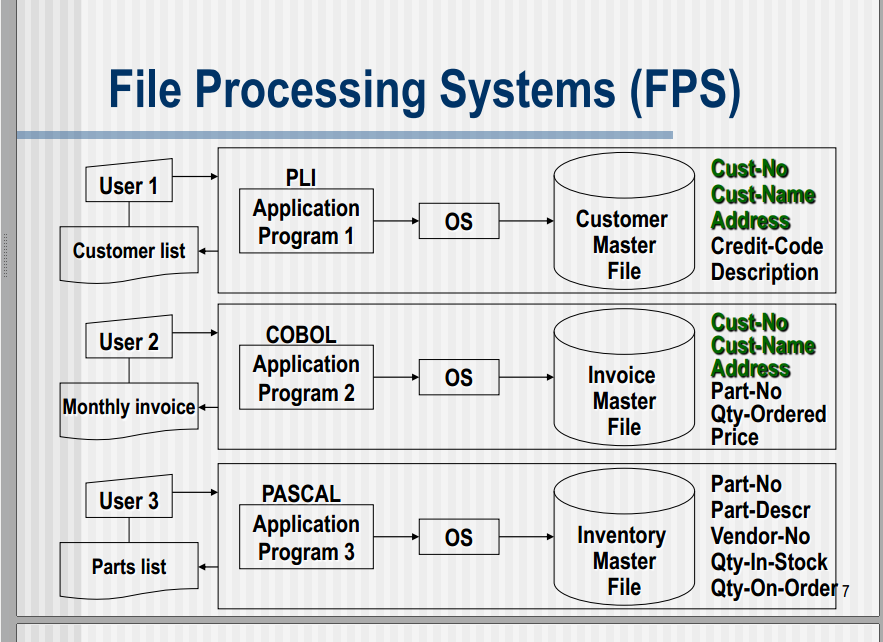 File Processing Systems (FPS)
User 1
Customer list
PLI
Application
Program 1
OS
Customer
Master
File
Cust-No
Cust-Name
Address
Credit-Code
Description
User 2
Monthly invoice
COBOL
Application
Program 2
OS
Invoice
Master
File
Cust-No
Cust-Name
Address
Part-No
Qty-Ordered
Price
User 3
Parts list
PASCAL
Application
Program 3
OS
Inventory
Master
File
Part-No
Part-Descr
Vendor-No
Qty-In-Stock
Qty-On-Order
7